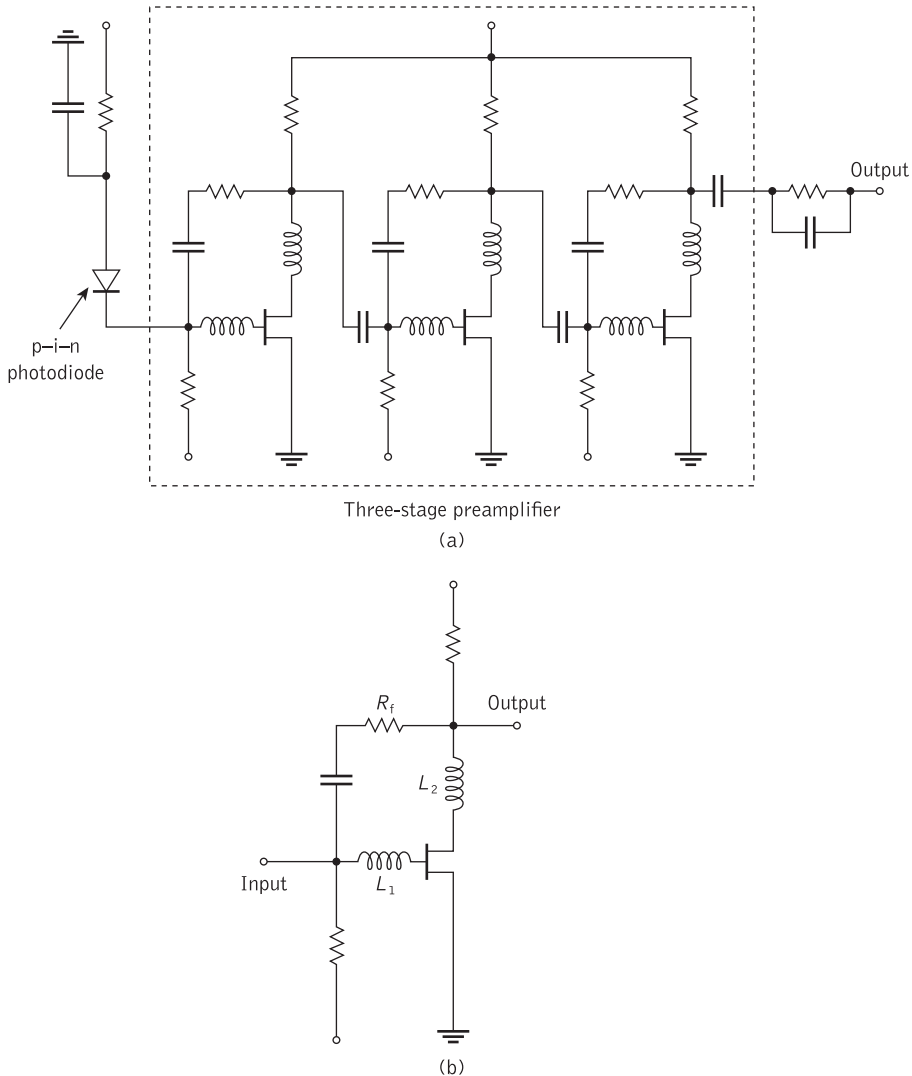 Output
p–i–n
photodiode
Three-stage preamplifier
(a)
R_f
Output
L_2
Input
L_1
(b)